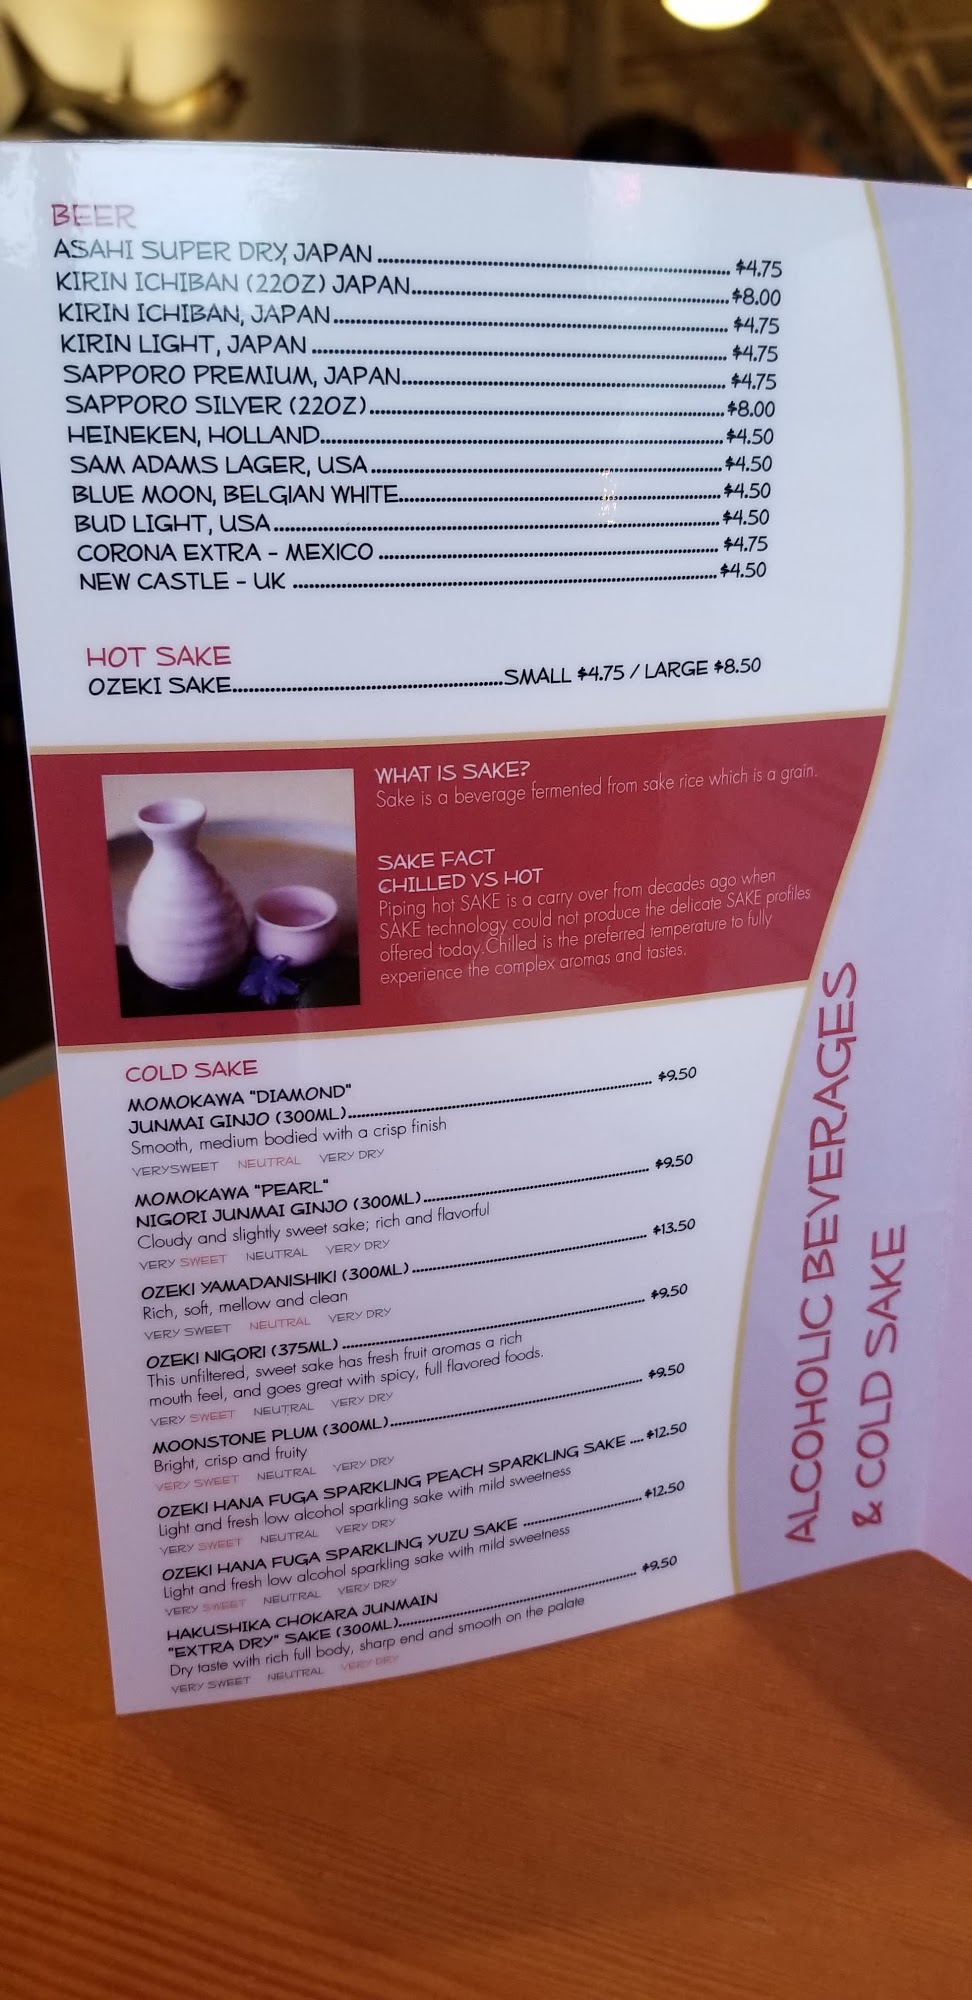 BEER
ASAHI SUPER DRY, JAPAN ........ $4.75
KIRIN ICHIBAN (22OZ) JAPAN........ $8.00
KIRIN ICHIBAN, JAPAN........ $4.75
KIRIN LIGHT, JAPAN ........ $4.75
SAPPORO PREMIUM, JAPAN........ $4.75
SAPPORO SILVER (22OZ)........ $8.00
HEINEKEN, HOLLAND........ $4.50
SAM ADAMS LAGER, USA ........ $4.50
BLUE MOON, BELGIAN WHITE........ $4.50
BUD LIGHT, USA ........ $4.50
CORONA EXTRA - MEXICO ........ $4.75
NEW CASTLE - UK ........ $4.50
HOT SAKE
OZEKI SAKE........SMALL $4.75 / LARGE $8.50
WHAT IS SAKE?
Sake is a beverage fermented from sake rice which is a grain.
SAKE FACT
CHILLED VS HOT
Piping hot SAKE is a carry over from decades ago when
SAKE technology could not produce the delicate SAKE profiles
offered today. Chilled is the preferred temperature to fully
experience the complex aromas and tastes.
COLD SAKE
MOMOKAWA "DIAMOND"
JUNMAI GINJO (300ML)........ $9.50
Smooth, medium bodied with a crisp finish
VERYSWEET NEUTRAL VERY DRY
MOMOKAWA "PEARL"
NIGORI JUNMAI GINJO (300ML)........ $9.50
Cloudy and slightly sweet sake; rich and flavorful
VERY SWEET NEUTRAL VERY DRY
OZEKI YAMADANISHIKI (300ML)........ $13.50
Rich, soft, mellow and clean
VERY SWEET NEUTRAL VERY DRY
OZEKI NIGORI (375ML)........ $9.50
This unfiltered, sweet sake has fresh fruit aromas a rich
mouth feel, and goes great with spicy, full flavored foods.
VERY SWEET NEUTRAL VERY DRY
MOONSTONE PLUM (300ML)........ $9.50
Bright, crisp and fruity
VERY SWEET NEUTRAL VERY DRY
OZEKI HANA FUGA SPARKLING PEACH SPARKLING SAKE .... $12.50
Light and fresh low alcohol sparkling sake with mild sweetness
VERY SWEET NEUTRAL VERY DRY
OZEKI HANA FUGA SPARKLING YUZU SAKE ........ $12.50
Light and fresh low alcohol sparkling sake with mild sweetness
VERY SWEET NEUTRAL VERY DRY
HAKUSHIKA CHOKARA JUNMAIN
"EXTRA DRY" SAKE (300ML)........ $9.50
Dry taste with rich full body, sharp end and smooth on the palate
VERY SWEET NEUTRAL VERY DRY
ALCOHOLIC BEVERAGES
& COLD SAKE